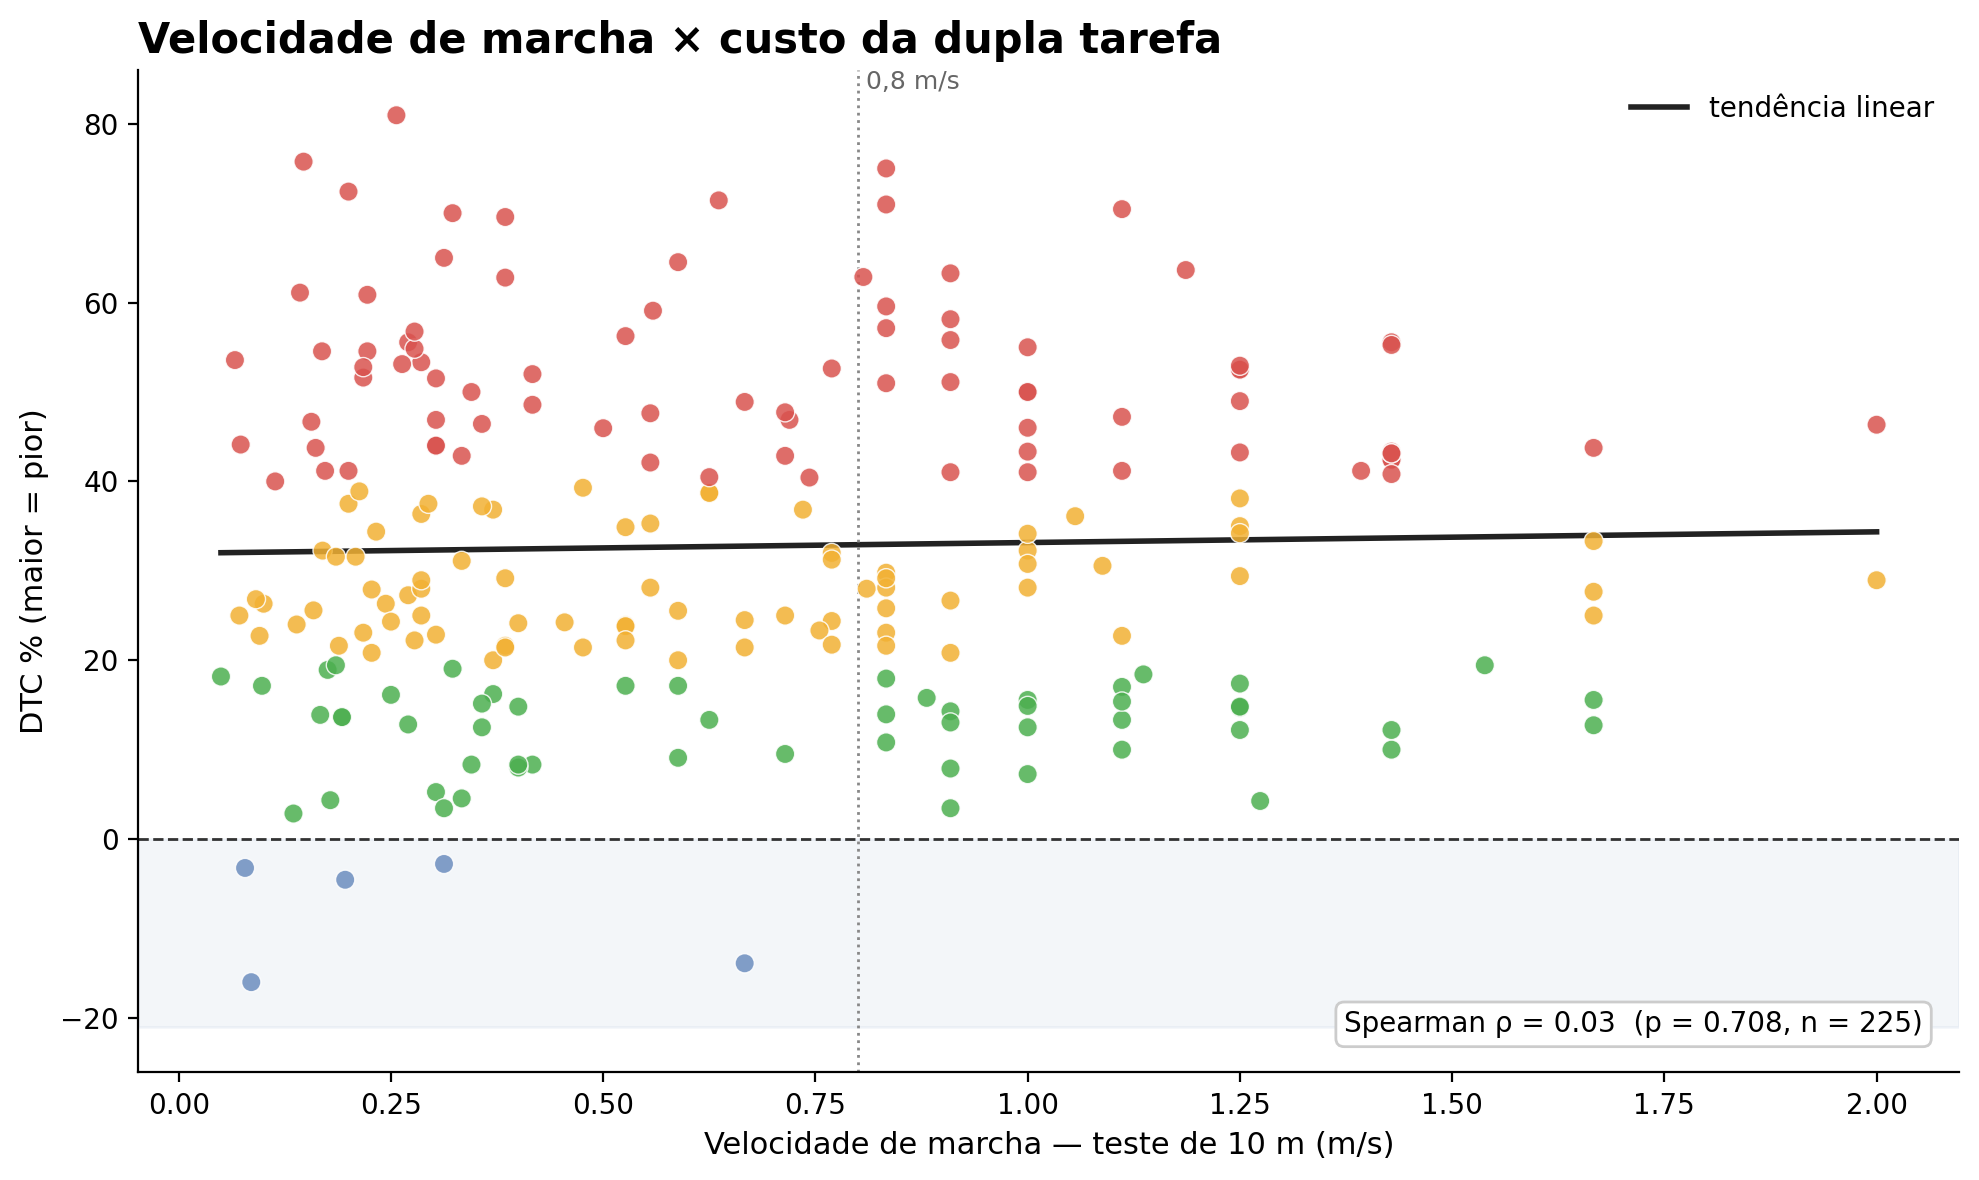 Velocidade de marcha × custo da dupla tarefa
0,8 m/s
tendência linear
80
60
40
20
0
−20
DTC % (maior = pior)
Spearman ρ = 0.03  (p = 0.708, n = 225)
0.00 0.25 0.50 0.75 1.00 1.25 1.50 1.75 2.00
Velocidade de marcha — teste de 10 m (m/s)